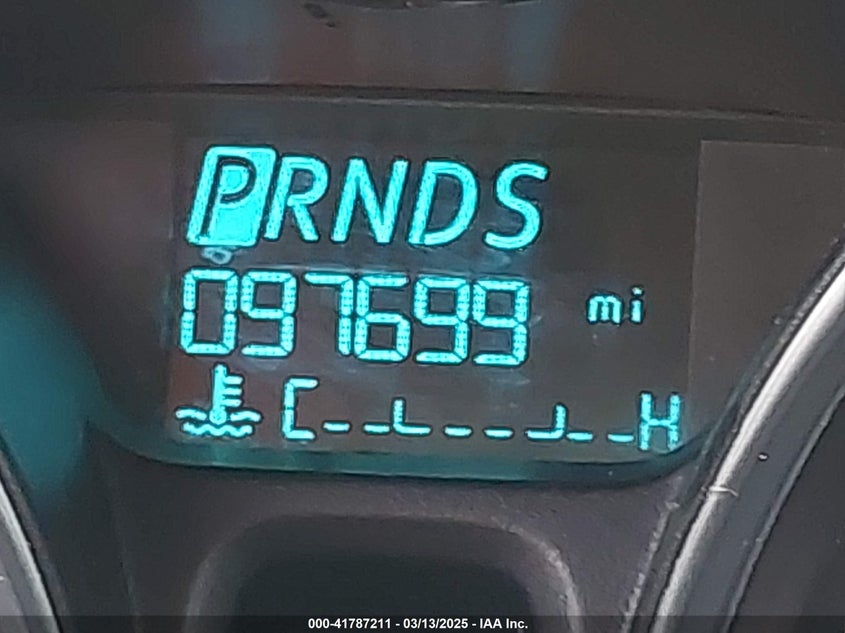 PRNDS
097699 mi
C H
000-41787211 - 03/13/2025 - IAA Inc.